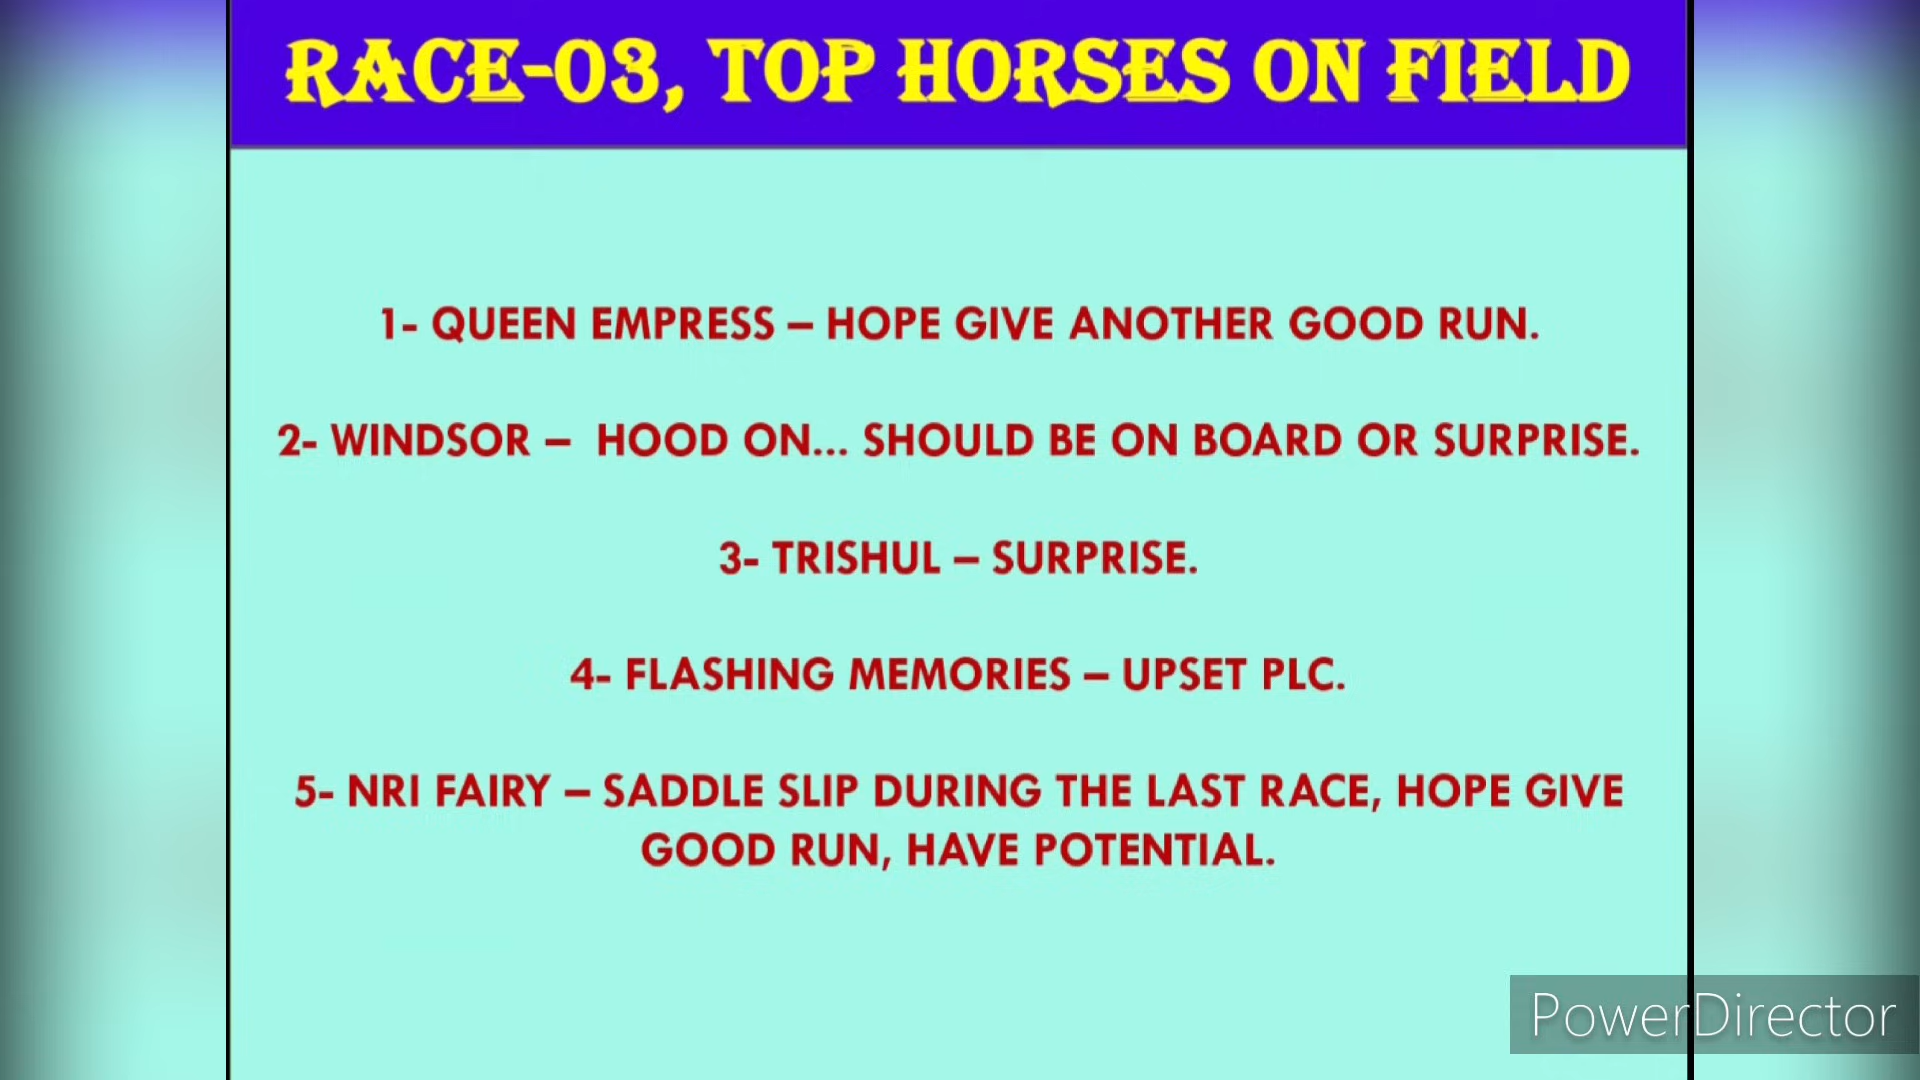 RACE-03, TOP HORSES ON FIELD
1- QUEEN EMPRESS – HOPE GIVE ANOTHER GOOD RUN.
2- WINDSOR – HOOD ON... SHOULD BE ON BOARD OR SURPRISE.
3- TRISHUL – SURPRISE.
4- FLASHING MEMORIES – UPSET PLC.
5- NRI FAIRY – SADDLE SLIP DURING THE LAST RACE, HOPE GIVE
GOOD RUN, HAVE POTENTIAL.
PowerDirector